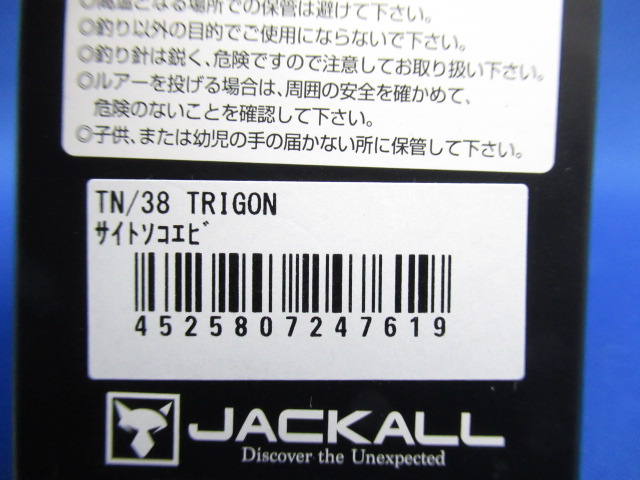 ◎高温となる場所での保管は避けて下さい。
◎釣り以外の目的でご使用にならないで下さい。
◎釣り針は鋭く、危険ですので注意してお取り扱い下さい。
◎ルアーを投げる場合は、周囲の安全を確かめて、
危険のないことを確認して下さい。
◎子供、または幼児の手の届かない所に保管して下さい。
TN/38 TRIGON
ｻｲﾄｿｺｴﾋﾞ
4525807247619
JACKALL
Discover the Unexpected